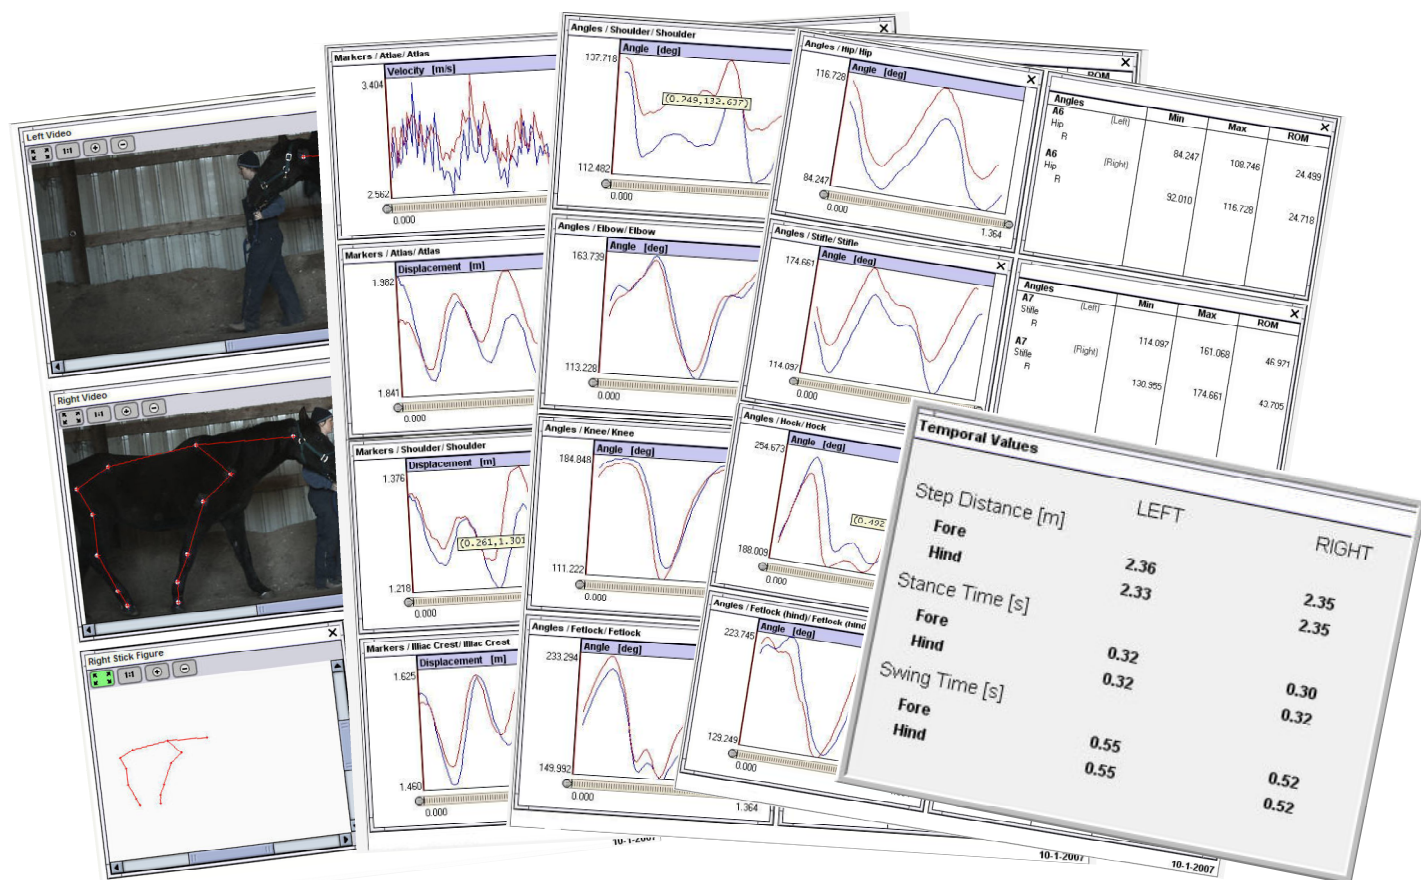 Left Video
1:1
Right Video
1:1
Right Stick Figure
1:1
Markers / Atlas/ Atlas
Velocity [m/s]
3.404
2.562
0.000
Markers / Atlas/ Atlas
Displacement [m]
1.982
1.841
0.000
Markers / Shoulder/ Shoulder
Displacement [m]
1.376
(0.261,1.301
1.218
0.000
Markers / Illiac Crest/ Illiac Crest
Displacement [m]
1.625
1.460
0.000
10-1-2007
Angles / Shoulder/ Shoulder
Angle [deg]
137.718
(0.249,132.637)
112.482
0.000
Angles / Elbow/ Elbow
Angle [deg]
163.739
113.228
0.000
Angles / Knee/ Knee
Angle [deg]
184.848
111.222
0.000
Angles / Fetlock/ Fetlock
Angle [deg]
233.294
149.992
0.000
1.364
10-1-2007
Angles / Hip/ Hip
Angle [deg]
116.728
84.247
0.000
1.364
Angles / Stifle/ Stifle
Angle [deg]
174.661
114.097
0.000
Angles / Hock/ Hock
Angle [deg]
254.673
(0.492
188.009
0.000
Angles / Fetlock (hind)/ Fetlock (hind
Angle [deg]
223.745
129.249
0.000
ROM
Angles Min Max ROM
A6 (Left)
Hip
R 84.247 108.746 24.499
A6 (Right)
Hip
R 92.010 116.728 24.718
Angles Min Max ROM
A7 (Left)
Stifle
R 114.097 161.068 46.971
A7 (Right)
Stifle
R 130.955 174.661 43.705
10-1-2007
Temporal Values
LEFT RIGHT
Step Distance [m]
Fore 2.36 2.35
Hind 2.33 2.35
Stance Time [s]
Fore 0.32 0.30
Hind 0.32 0.32
Swing Time [s]
Fore 0.55 0.52
Hind 0.55 0.52